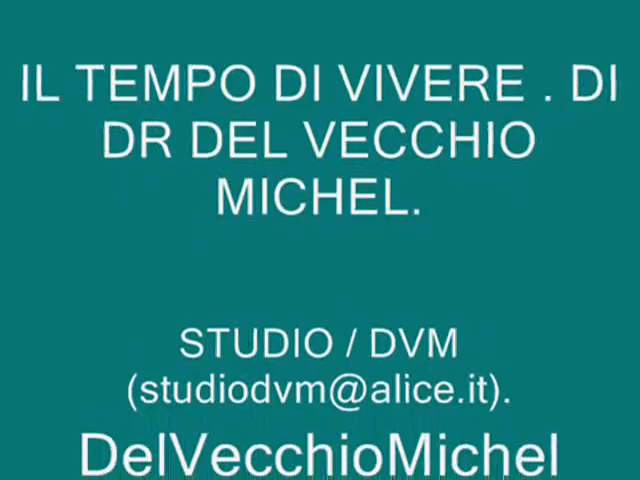 IL TEMPO DI VIVERE . DI
DR DEL VECCHIO
MICHEL.
STUDIO / DVM
(studiodvm@alice.it).
DelVecchioMichel